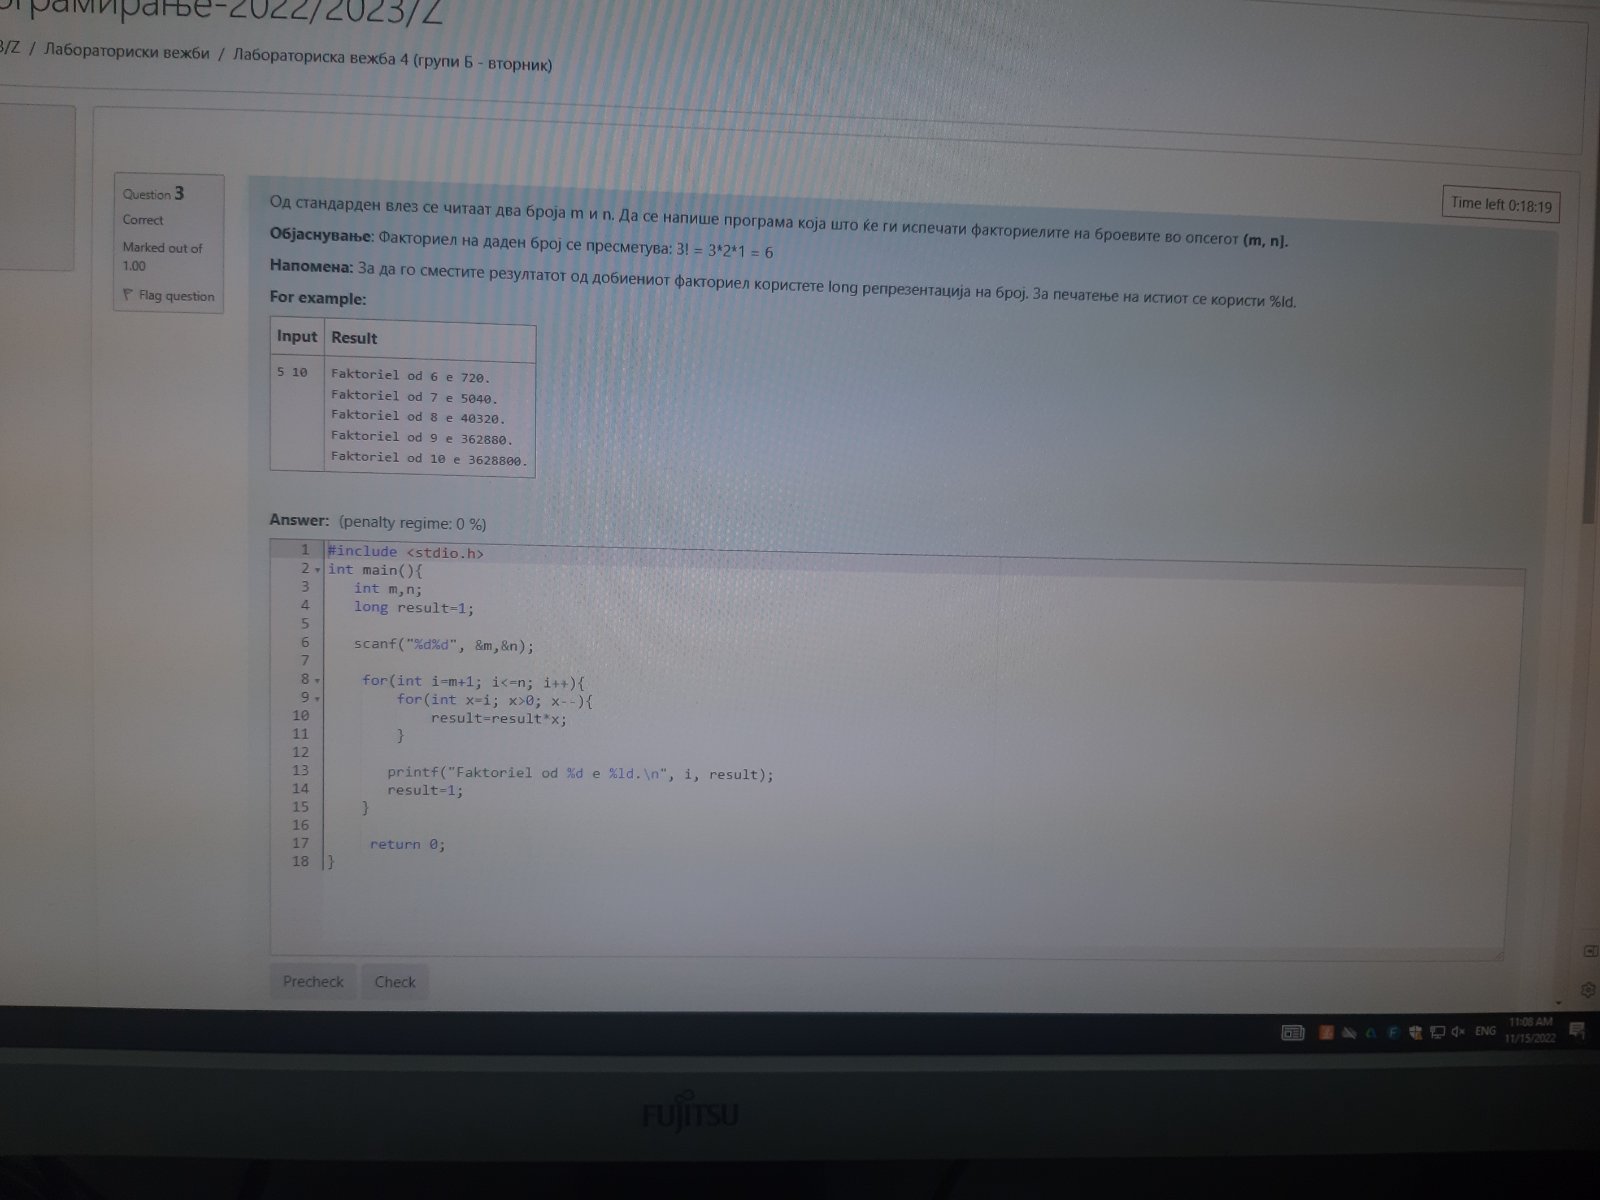 ограмирање-2022/2023/Z
3/Z / Лабораториски вежби / Лабораториска вежба 4 (групи Б - вторник)
Question 3
Correct
Marked out of
1.00
Flag question
Time left 0:18:19
Од стандарден влез се читаат два броја m и n. Да се напише програма која што ќе ги испечати факториелите на броевите во опсегот (m, n].
Објаснување: Факториел на даден број се пресметува: 3! = 3*2*1 = 6
Напомена: За да го сместите резултатот од добиениот факториел користете long репрезентација на број. За печатење на истиот се користи %ld.
For example:
Input Result
5 10 Faktoriel od 6 e 720.
Faktoriel od 7 e 5040.
Faktoriel od 8 e 40320.
Faktoriel od 9 e 362880.
Faktoriel od 10 e 3628800.
Answer: (penalty regime: 0 %)
1 #include <stdio.h>
2 int main(){
3 int m,n;
4 long result=1;
5
6 scanf("%d%d", &m,&n);
7
8 for(int i=m+1; i<=n; i++){
9 for(int x=i; x>0; x--){
10 result=result*x;
11 }
12
13 printf("Faktoriel od %d e %ld.\n", i, result);
14 result=1;
15 }
16
17 return 0;
18 }
Precheck Check
ENG
11:08 AM
11/15/2022
FUJITSU